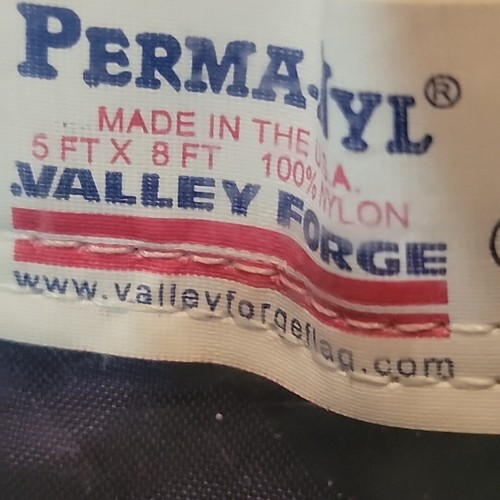 PERMA-NYL®
MADE IN THE U.S.A.
5 FT X 8 FT 100% NYLON
VALLEY FORGE
www.valleyforgeflag.com